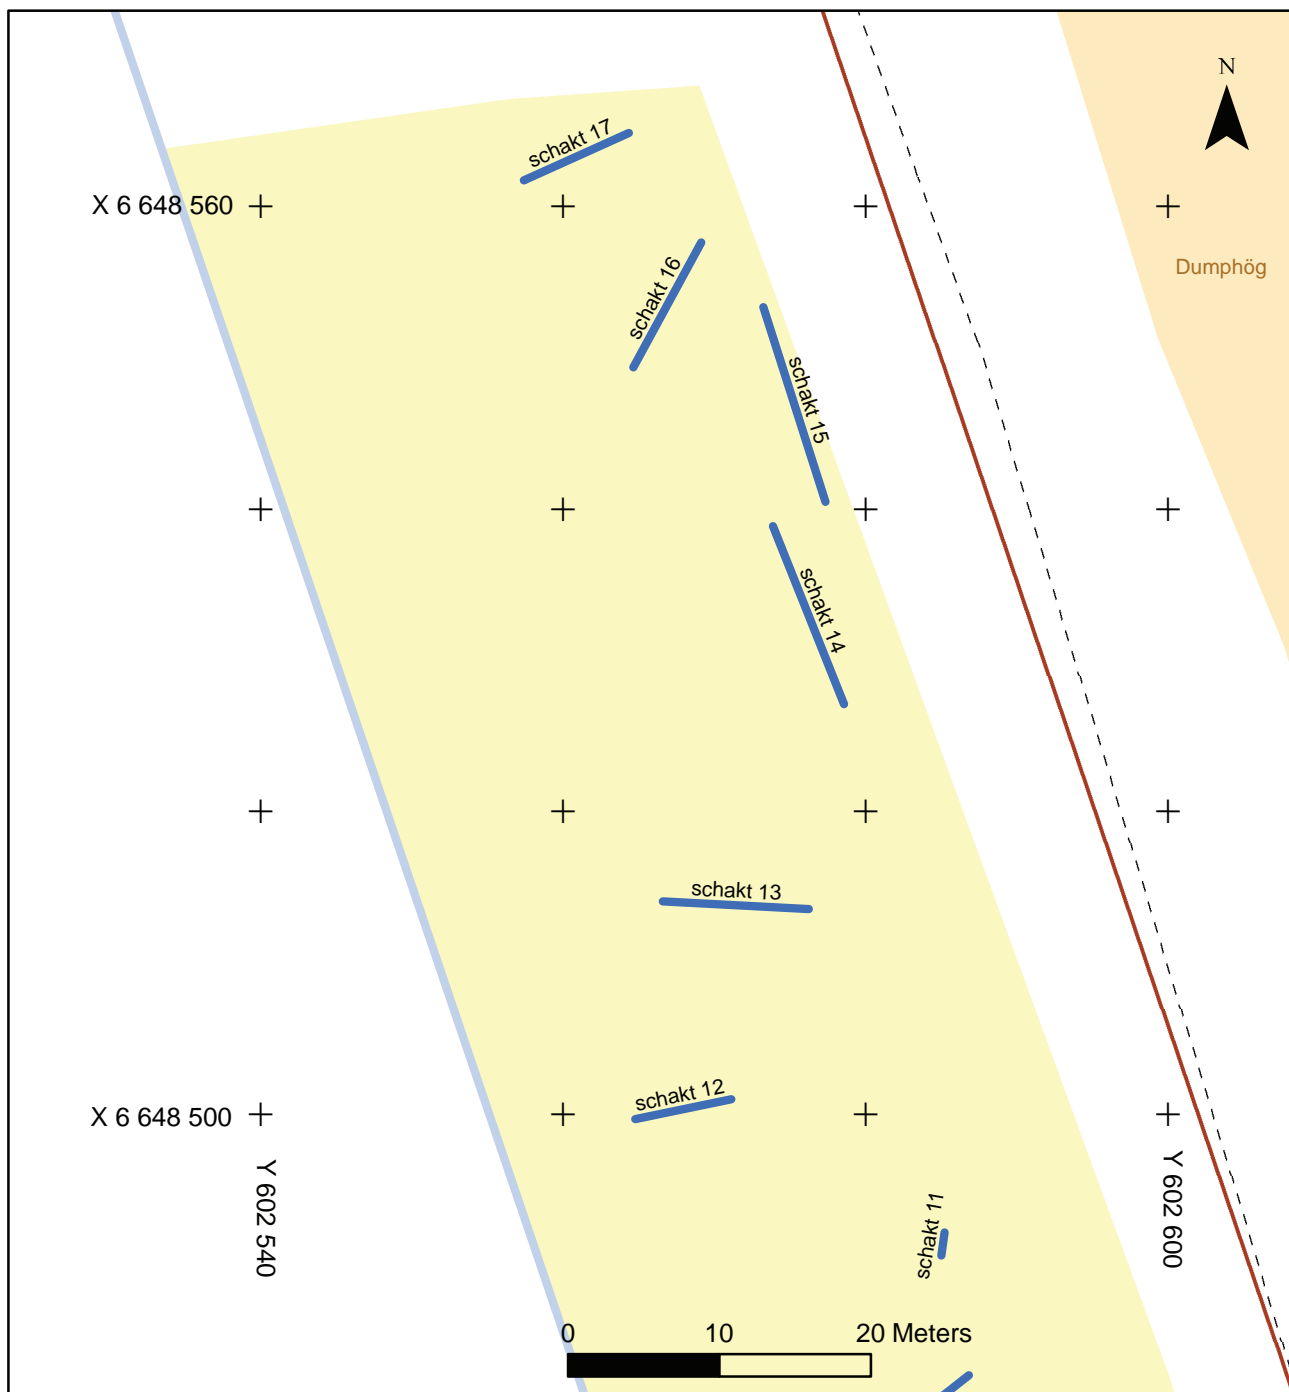 N
schakt 17
X 6 648 560
Dumphög
schakt 16
schakt 15
schakt 14
schakt 13
schakt 12
X 6 648 500
Y 602 540
Y 602 600
schakt 11
0 10 20 Meters